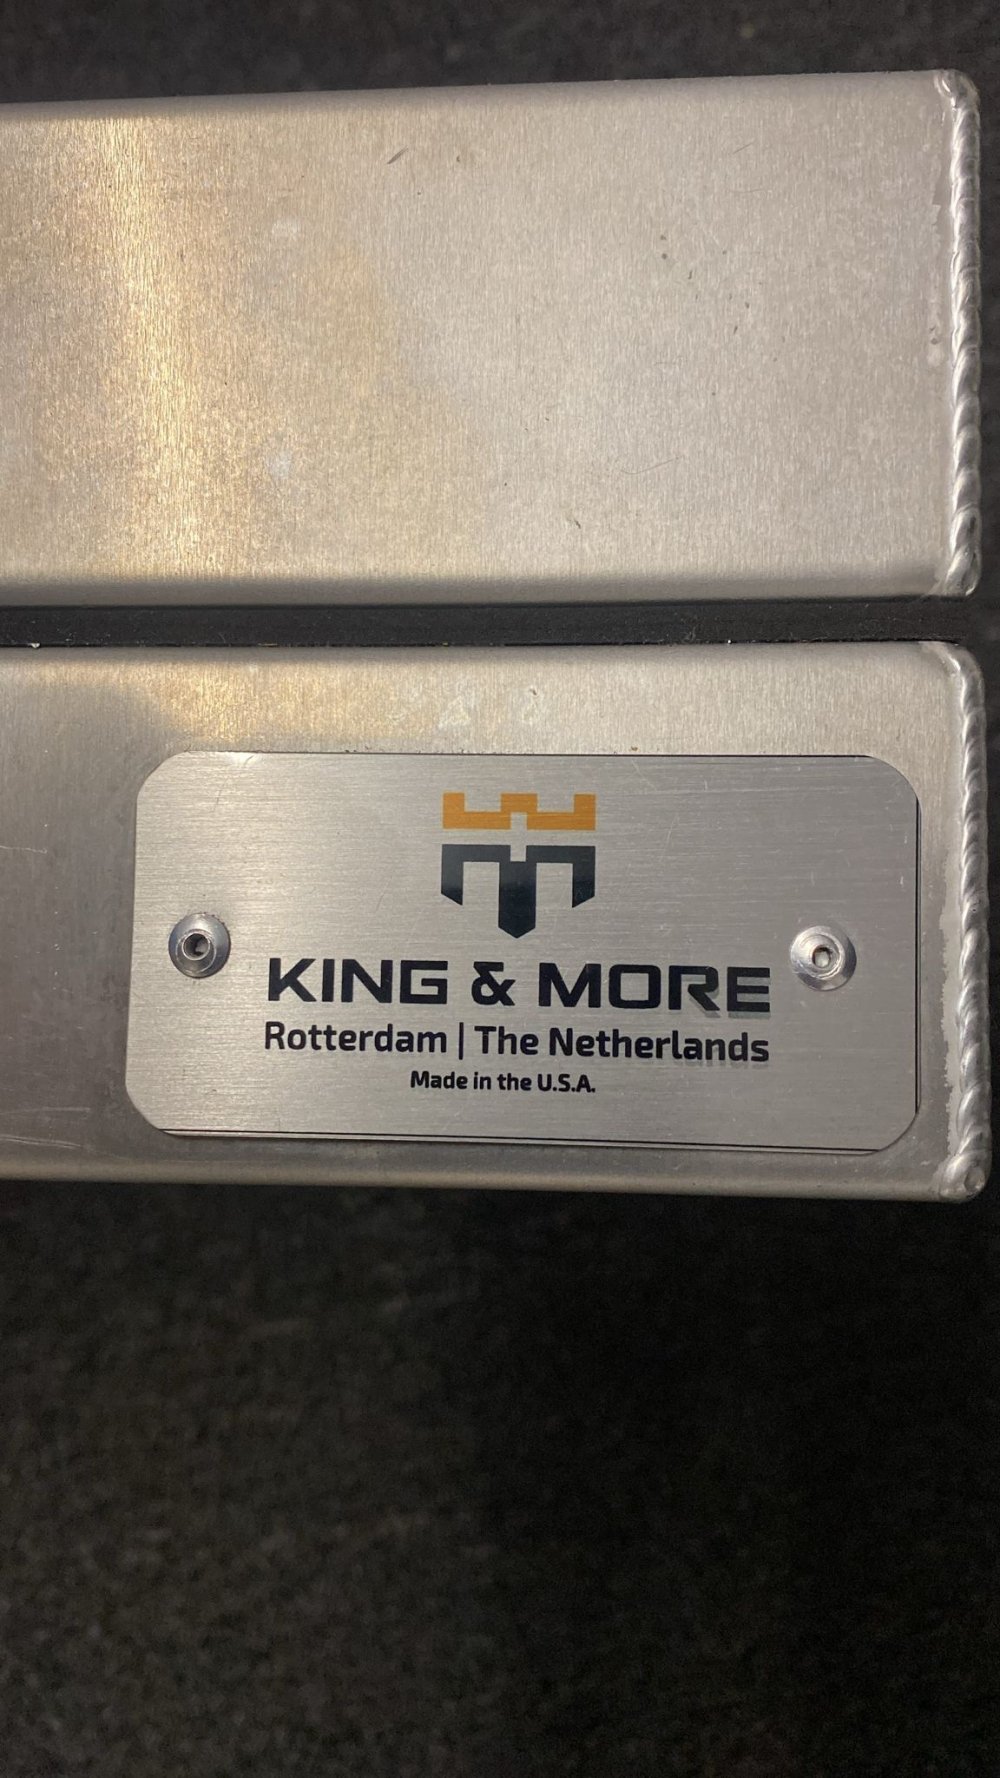 KING & MORE
Rotterdam | The Netherlands
Made in the U.S.A.